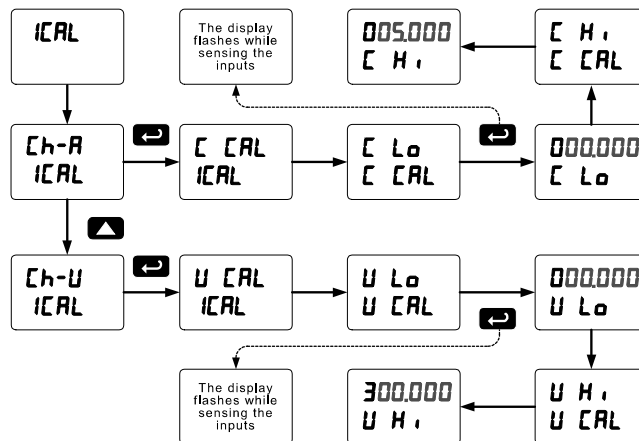 ICAL
The display
flashes while
sensing the
inputs
005.000
C Hi
C Hi
C CAL
Ch-A
ICAL
C CAL
ICAL
C Lo
C CAL
000.000
C Lo
Ch-U
ICAL
U CAL
ICAL
U Lo
U CAL
000.000
U Lo
The display
flashes while
sensing the
inputs
300.000
U Hi
U Hi
U CAL